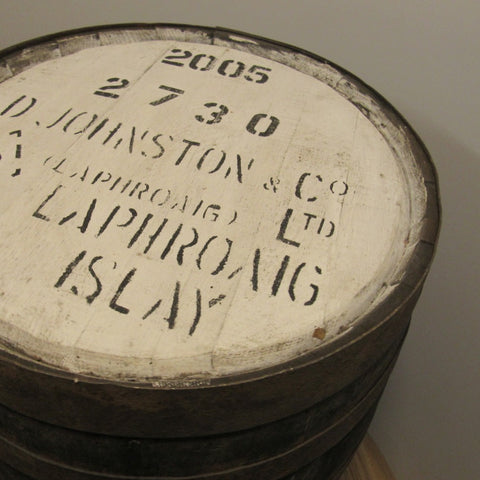 2005
2730
D JOHNSTON & Co
(LAPHROAIG) LTD
LAPHROAIG
ISLAY